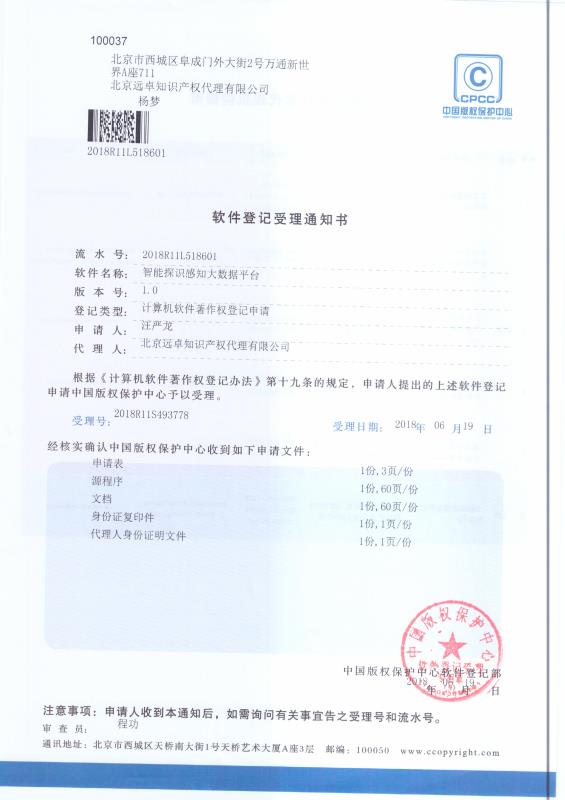 100037
北京市西城区阜成门外大街2号万通新世
界A座711
北京远卓知识产权代理有限公司
杨梦
2018R11L518601
CPCC
中国版权保护中心
软件登记受理通知书
流水号： 2018R11L518601
软件名称： 智能探识感知大数据平台
版本号： 1.0
登记类型： 计算机软件著作权登记申请
申请人： 汪严龙
代理人： 北京远卓知识产权代理有限公司
根据《计算机软件著作权登记办法》第十九条的规定，申请人提出的上述软件登记
申请中国版权保护中心予以受理。
受理号： 2018R11S493778 受理日期： 2018年 06 月 19 日
经核实确认中国版权保护中心收到如下申请文件：
申请表 1份,3页/份
源程序 1份,60页/份
文档 1份,60页/份
身份证复印件 1份,1页/份
代理人身份证明文件 1份,1页/份
中国版权保护中心
中国版权保护中心软件登记部
2018 年 06 月 19 日
注意事项：申请人收到本通知后，如需询问有关事宜告之受理号和流水号。
审查员： 程功
通讯地址：北京市西城区天桥南大街1号天桥艺术大厦A座3层 邮编：100050 www.ccopyright.com